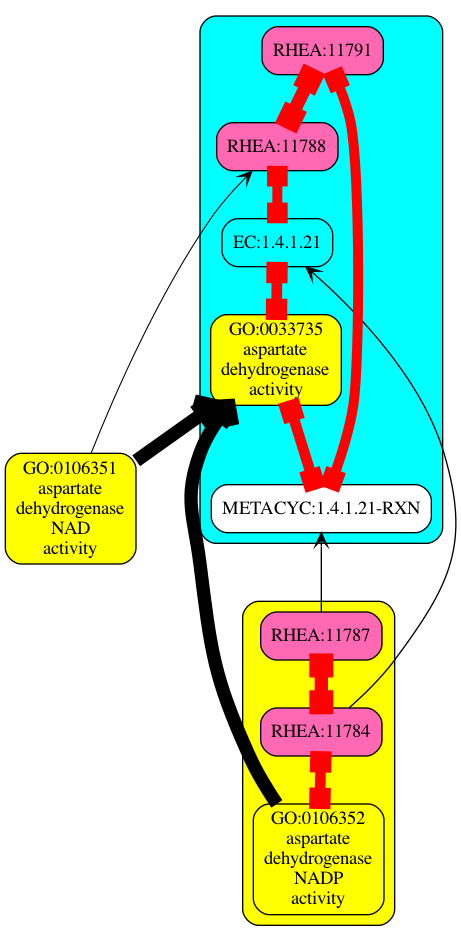 RHEA:11791
RHEA:11788
EC:1.4.1.21
GO:0033735
aspartate
dehydrogenase
activity
GO:0106351
aspartate
dehydrogenase
NAD
activity
METACYC:1.4.1.21-RXN
RHEA:11787
RHEA:11784
GO:0106352
aspartate
dehydrogenase
NADP
activity